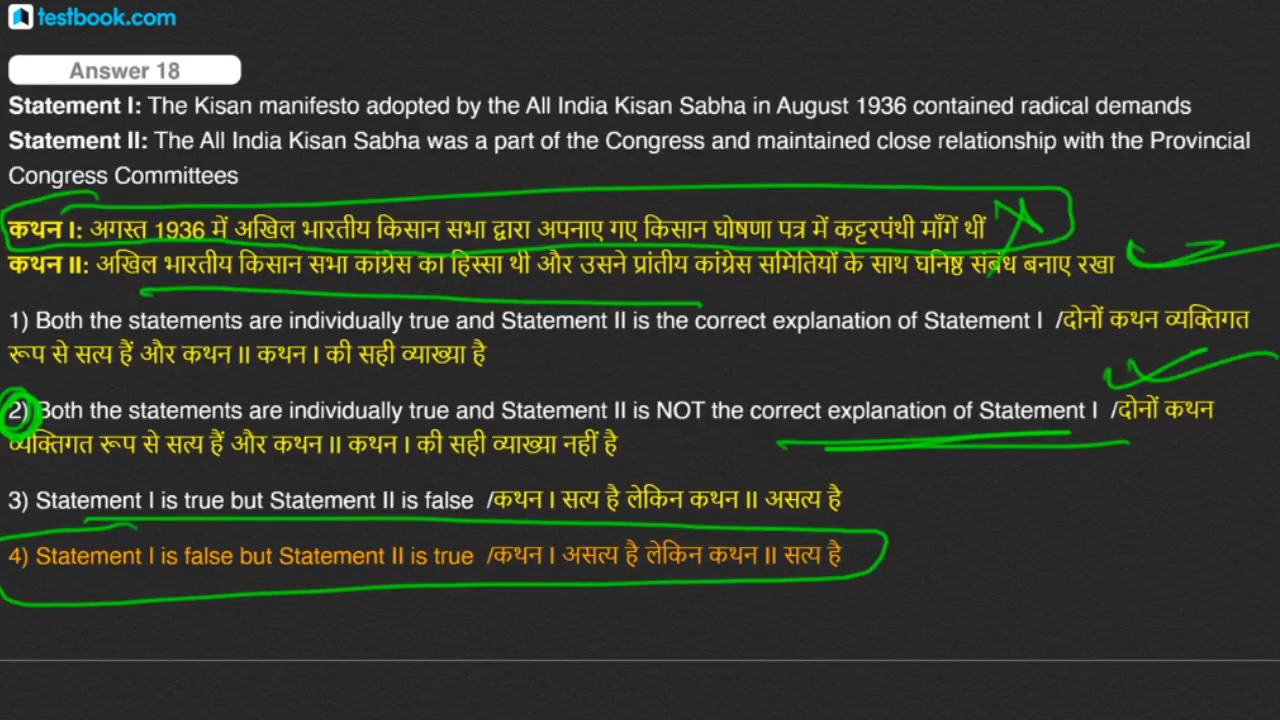 testbook.com
Answer 18
Statement I: The Kisan manifesto adopted by the All India Kisan Sabha in August 1936 contained radical demands
Statement II: The All India Kisan Sabha was a part of the Congress and maintained close relationship with the Provincial
Congress Committees
कथन I: अगस्त 1936 में अखिल भारतीय किसान सभा द्वारा अपनाए गए किसान घोषणा पत्र में कट्टरपंथी माँगें थीं
कथन II: अखिल भारतीय किसान सभा कांग्रेस का हिस्सा थी और उसने प्रांतीय कांग्रेस समितियों के साथ घनिष्ठ संबंध बनाए रखा
1) Both the statements are individually true and Statement II is the correct explanation of Statement I /दोनों कथन व्यक्तिगत
रूप से सत्य हैं और कथन II कथन I की सही व्याख्या है
2) Both the statements are individually true and Statement II is NOT the correct explanation of Statement I /दोनों कथन
व्यक्तिगत रूप से सत्य हैं और कथन II कथन I की सही व्याख्या नहीं है
3) Statement I is true but Statement II is false /कथन I सत्य है लेकिन कथन II असत्य है
4) Statement I is false but Statement II is true /कथन I असत्य है लेकिन कथन II सत्य है